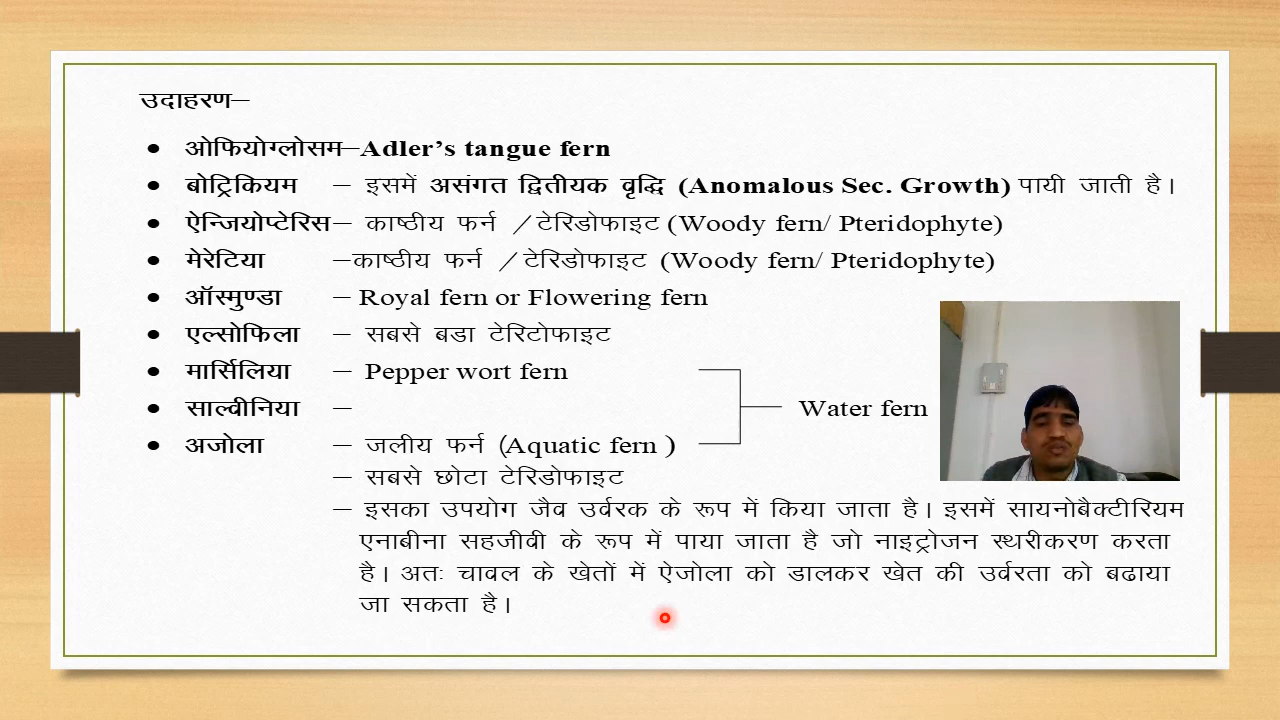 उदाहरण–
• ओफियोग्लोसम–Adler’s tangue fern
• बोट्रिकियम – इसमें असंगत द्वितीयक वृद्धि (Anomalous Sec. Growth) पायी जाती है।
• ऐन्जियोप्टेरिस– काष्ठीय फर्न /टेरिडोफाइट (Woody fern/ Pteridophyte)
• मेरेटिया –काष्ठीय फर्न /टेरिडोफाइट (Woody fern/ Pteridophyte)
• ऑस्मुण्डा – Royal fern or Flowering fern
• एल्सोफिला – सबसे बडा टेरिटोफाइट
• मार्सिलिया – Pepper wort fern
• साल्वीनिया – Water fern
• अजोला – जलीय फर्न (Aquatic fern )
– सबसे छोटा टेरिडोफाइट
– इसका उपयोग जैव उर्वरक के रूप में किया जाता है। इसमें सायनोबैक्टीरियम
एनाबीना सहजीवी के रूप में पाया जाता है जो नाइट्रोजन स्थरीकरण करता
है। अतः चावल के खेतों में ऐजोला को डालकर खेत की उर्वरता को बढाया
जा सकता है।